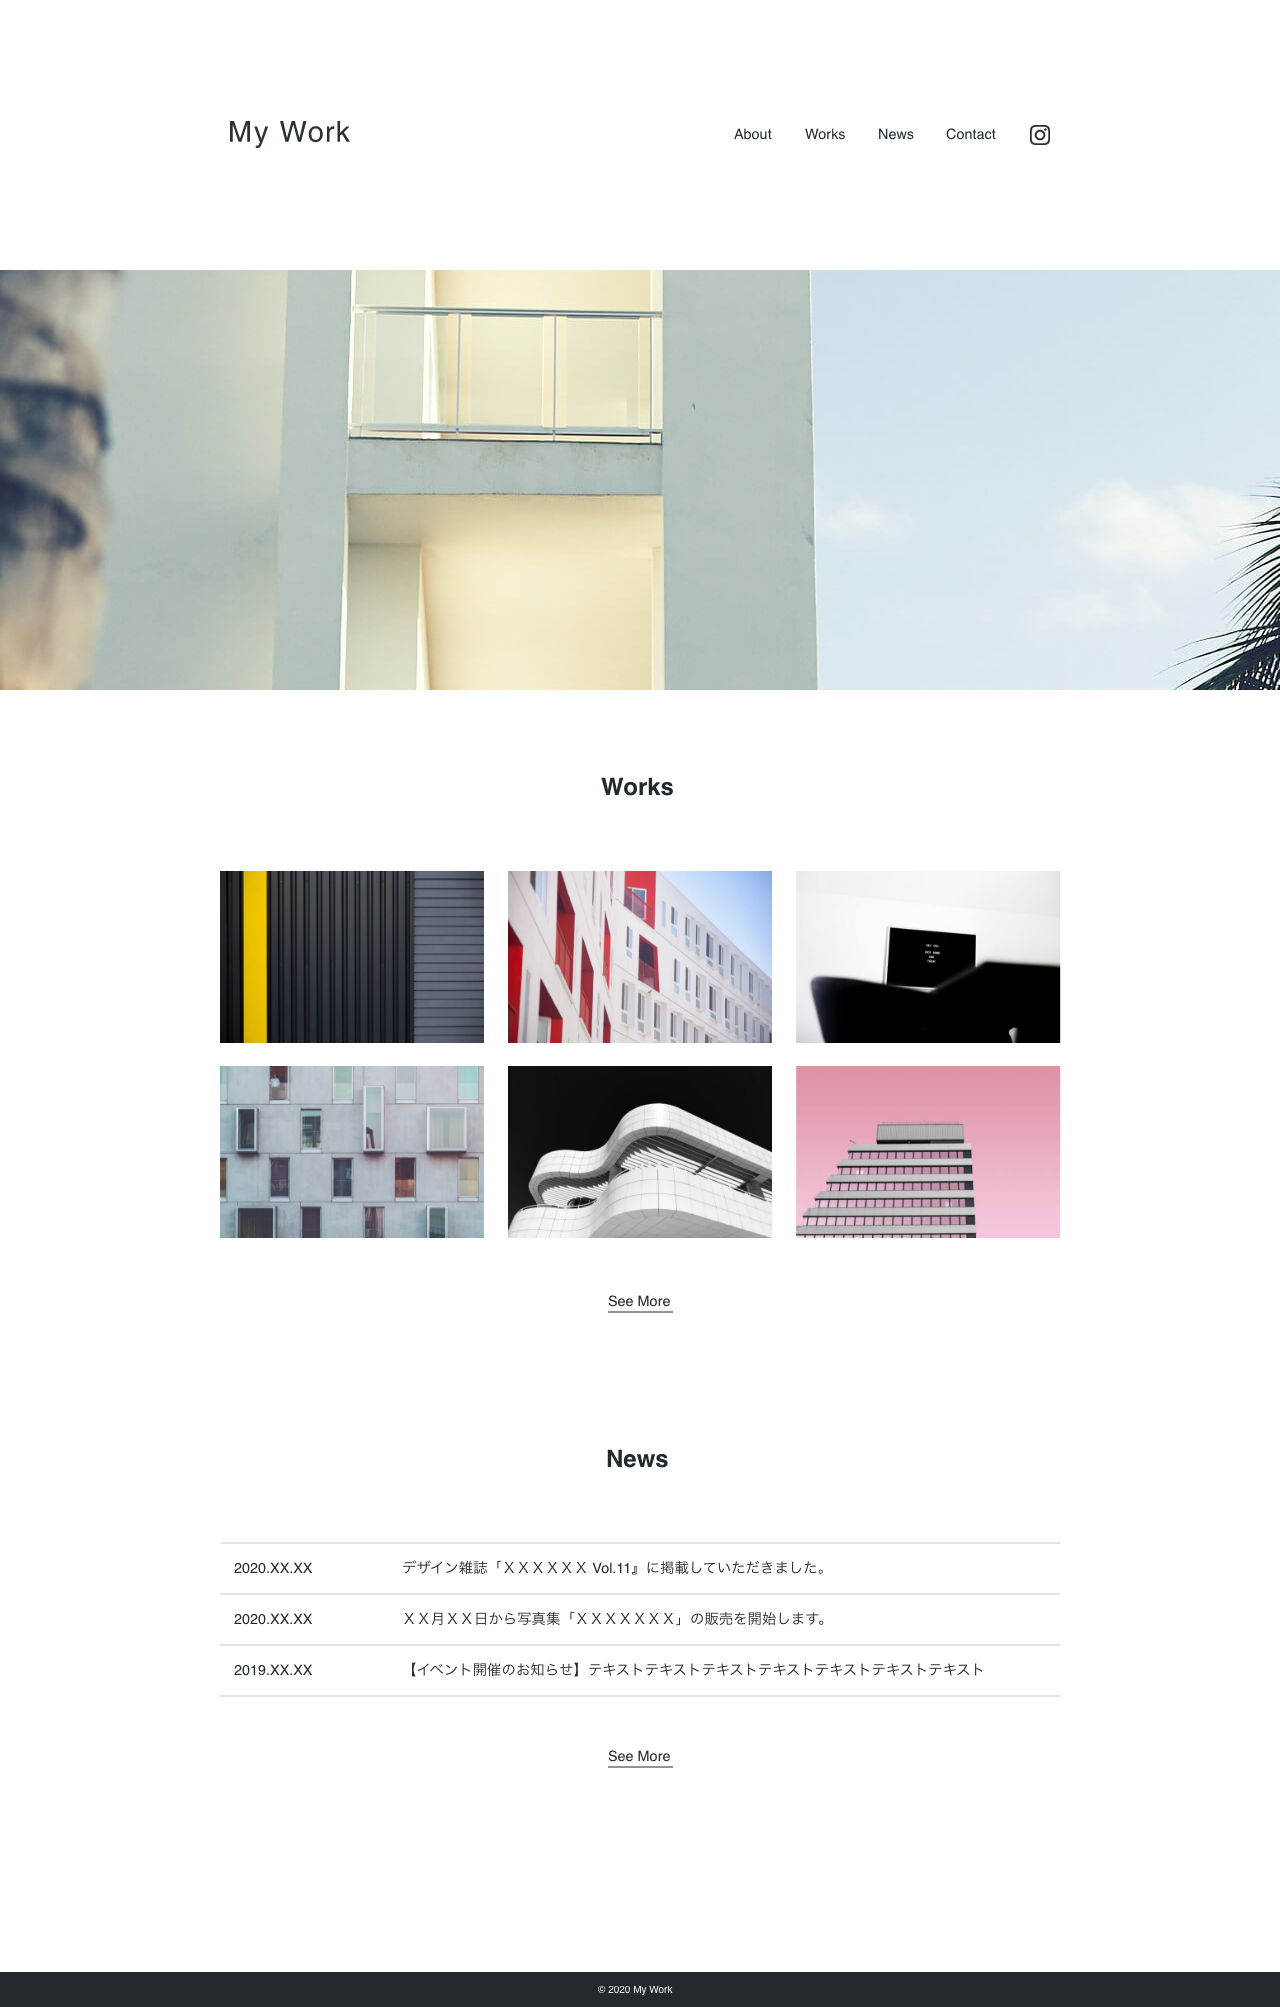 My Work
About Works News Contact
Works
See More
News
2020.XX.XX デザイン雑誌「ＸＸＸＸＸＸ Vol.11』に掲載していただきました。
2020.XX.XX ＸＸ月ＸＸ日から写真集「ＸＸＸＸＸＸＸ」の販売を開始します。
2019.XX.XX 【イベント開催のお知らせ】テキストテキストテキストテキストテキストテキストテキスト
See More
© 2020 My Work